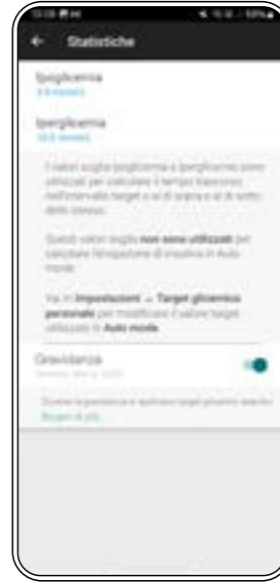 ← Statistiche
Ipoglicemia
Iperglicemia
I valori soglia ipoglicemia e iperglicemia sono
utilizzati per calcolare il tempo trascorso
nell'intervallo target e al di sopra e al di sotto
dello stesso.
Questi valori soglia non sono utilizzati per
calcolare l'erogazione di insulina in Auto
mode.
Vai in Impostazioni → Target glicemico
personale per modificare il valore target
utilizzato in Auto mode.
Gravidanza
Scopri di più